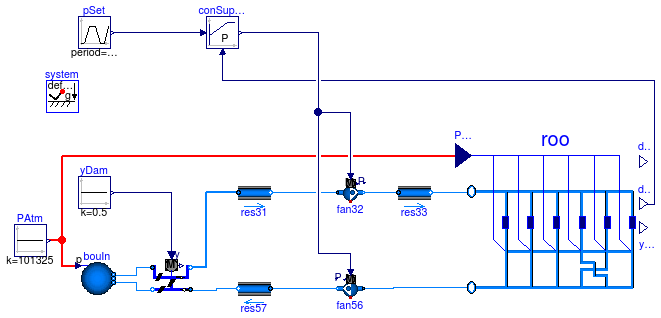 pSet
conSup...
P
period=...
system
def...
g
P...
roo
d...
yDam
d...
k=0.5
res31
P
fan32
res33
PAtm
y...
k=101325
p
bouIn
y
M
P
res57
fan56